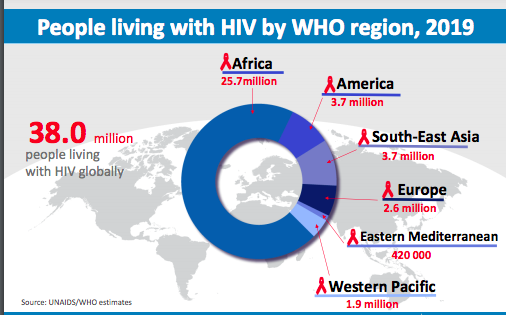 People living with HIV by WHO region, 2019
Africa
25.7million
America
3.7 million
38.0 million
people living
with HIV globally
South-East Asia
3.7 million
Europe
2.6 million
Eastern Mediterranean
420 000
Western Pacific
1.9 million
Source: UNAIDS/WHO estimates